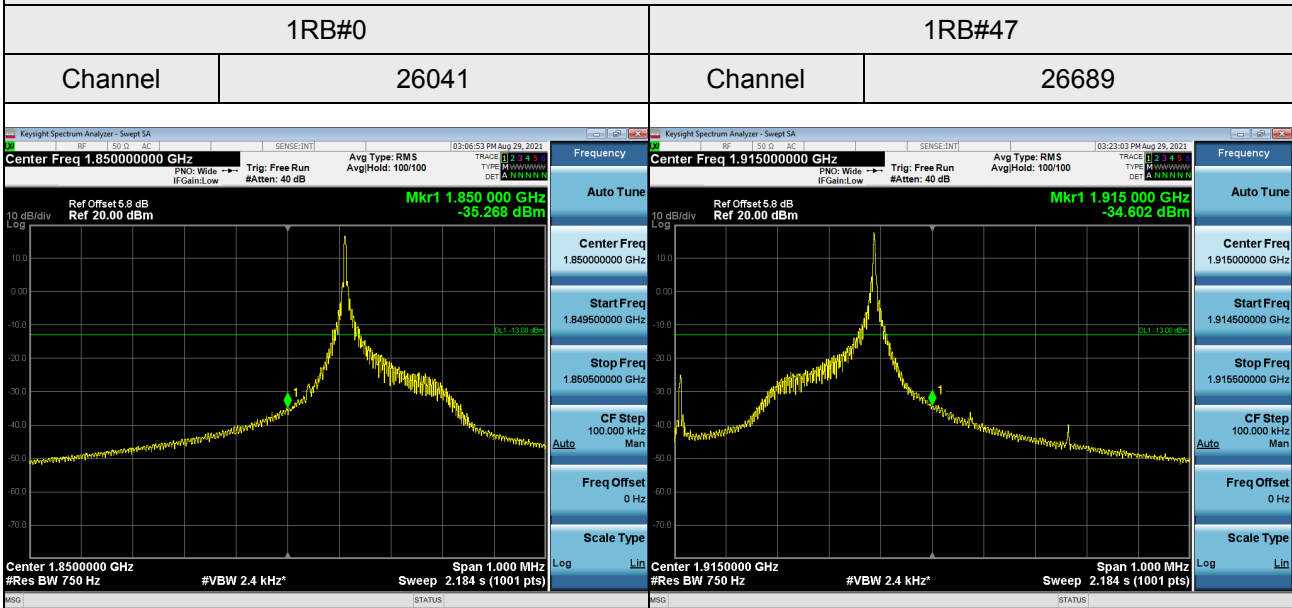 1RB#0
1RB#47
Channel 26041
Channel 26689
Keysight Spectrum Analyzer - Swept SA
RF 50 Ω AC SENSE:INT 03:06:53 PM Aug 29, 2021
Center Freq 1.850000000 GHz
PNO: Wide
IFGain:Low
Trig: Free Run
#Atten: 40 dB
Avg Type: RMS
Avg|Hold: 100/100
TRACE 1 2 3 4 5 6
TYPE M W W W W W
DET A N N N N N
Ref Offset 5.8 dB
Ref 20.00 dBm
10 dB/div
Log
Mkr1 1.850 000 GHz
-35.268 dBm
10.0
0.00
-10.0
-20.0
-30.0
-40.0
-50.0
-60.0
-70.0
DL1 -13.00 dBm
1
Center 1.8500000 GHz
Span 1.000 MHz
#Res BW 750 Hz
#VBW 2.4 kHz*
Sweep 2.184 s (1001 pts)
MSG STATUS
Frequency
Auto Tune
Center Freq
1.850000000 GHz
Start Freq
1.849500000 GHz
Stop Freq
1.850500000 GHz
CF Step
100.000 kHz
Auto Man
Freq Offset
0 Hz
Scale Type
Log Lin
Keysight Spectrum Analyzer - Swept SA
RF 50 Ω AC SENSE:INT 03:23:03 PM Aug 29, 2021
Center Freq 1.915000000 GHz
PNO: Wide
IFGain:Low
Trig: Free Run
#Atten: 40 dB
Avg Type: RMS
Avg|Hold: 100/100
TRACE 1 2 3 4 5 6
TYPE M W W W W W
DET A N N N N N
Ref Offset 5.8 dB
Ref 20.00 dBm
10 dB/div
Log
Mkr1 1.915 000 GHz
-34.602 dBm
10.0
0.00
-10.0
-20.0
-30.0
-40.0
-50.0
-60.0
-70.0
DL1 -13.00 dBm
1
Center 1.9150000 GHz
Span 1.000 MHz
#Res BW 750 Hz
#VBW 2.4 kHz*
Sweep 2.184 s (1001 pts)
MSG STATUS
Frequency
Auto Tune
Center Freq
1.915000000 GHz
Start Freq
1.914500000 GHz
Stop Freq
1.915500000 GHz
CF Step
100.000 kHz
Auto Man
Freq Offset
0 Hz
Scale Type
Log Lin